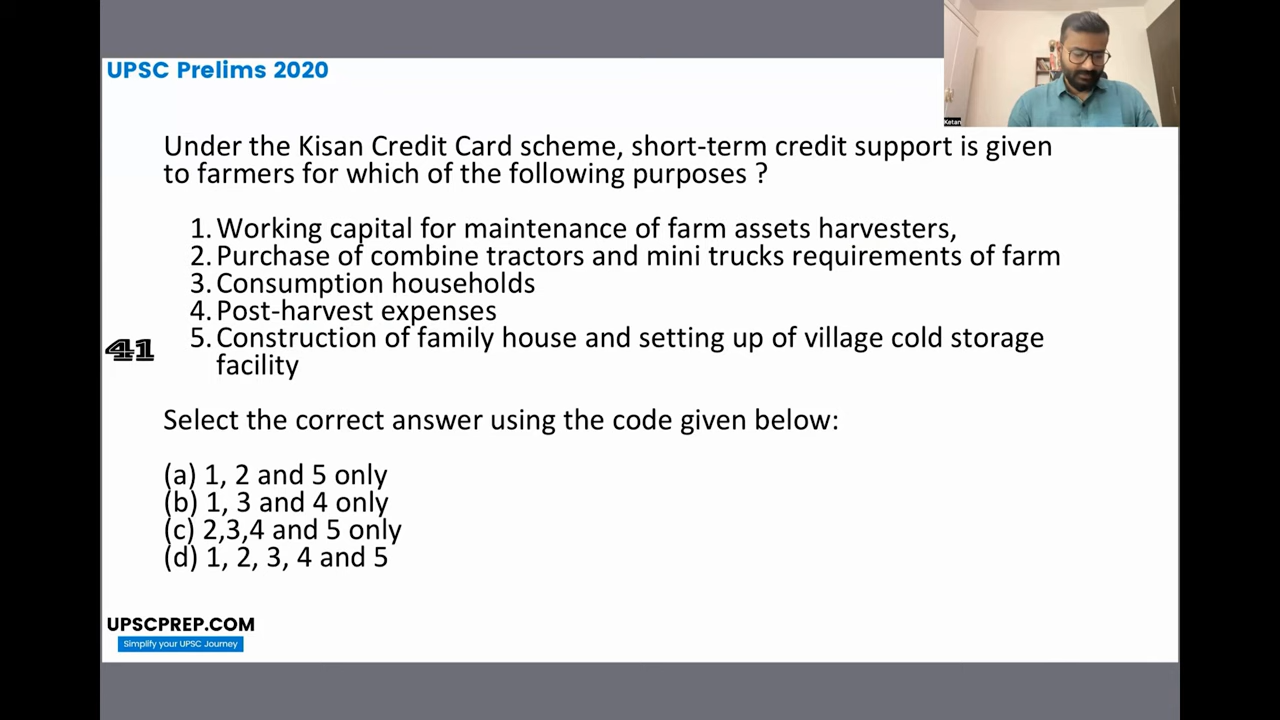 UPSC Prelims 2020
Ketan
Under the Kisan Credit Card scheme, short-term credit support is given
to farmers for which of the following purposes ?
1. Working capital for maintenance of farm assets harvesters,
2. Purchase of combine tractors and mini trucks requirements of farm
3. Consumption households
4. Post-harvest expenses
41
5. Construction of family house and setting up of village cold storage
facility
Select the correct answer using the code given below:
(a) 1, 2 and 5 only
(b) 1, 3 and 4 only
(c) 2,3,4 and 5 only
(d) 1, 2, 3, 4 and 5
UPSCPREP.COM
Simplify your UPSC Journey